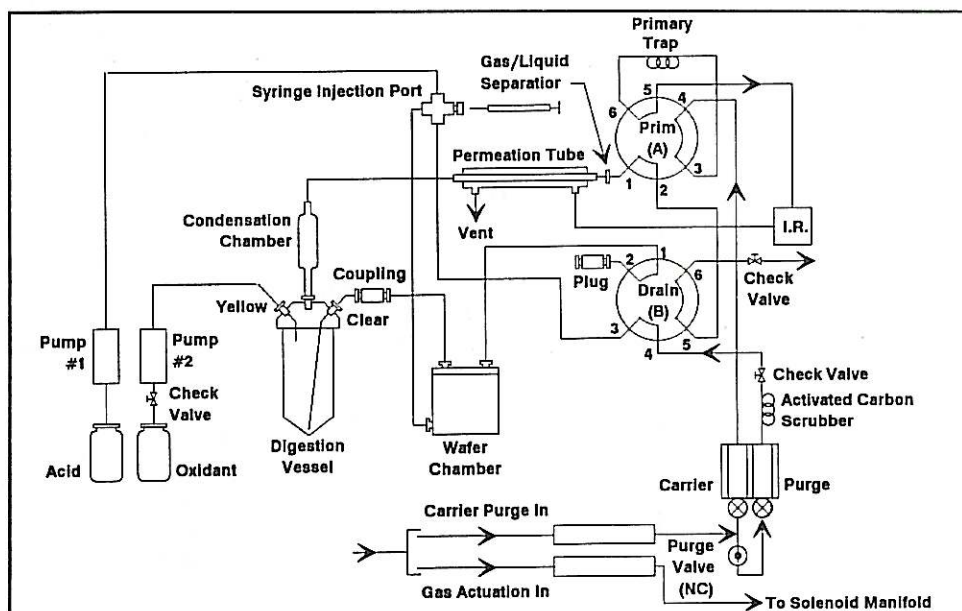 Primary
Trap
Gas/Liquid
Separatior
Syringe Injection Port
5
4
6
Prim
(A)
3
1
2
Permeation Tube
I.R.
Vent
Condensation
Chamber
Coupling
Plug
2
1
6
Check
Valve
Drain
(B)
3
4
5
Yellow
Clear
Pump
#1
Pump
#2
Check
Valve
Check Valve
Activated Carbon
Scrubber
Acid
Oxidant
Digestion
Vessel
Wafer
Chamber
Carrier
Purge
Carrier Purge In
Purge
Valve
(NC)
Gas Actuation In
To Solenoid Manifold